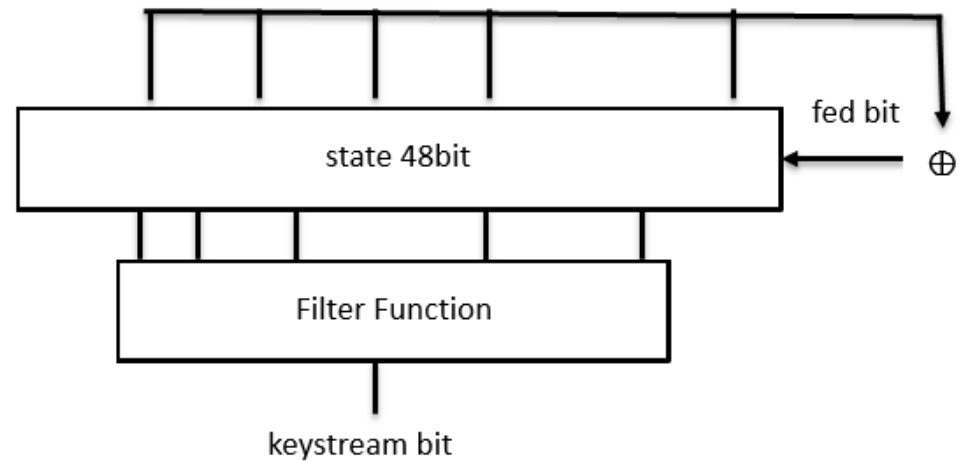 fed bit
state 48bit
⊕
Filter Function
keystream bit